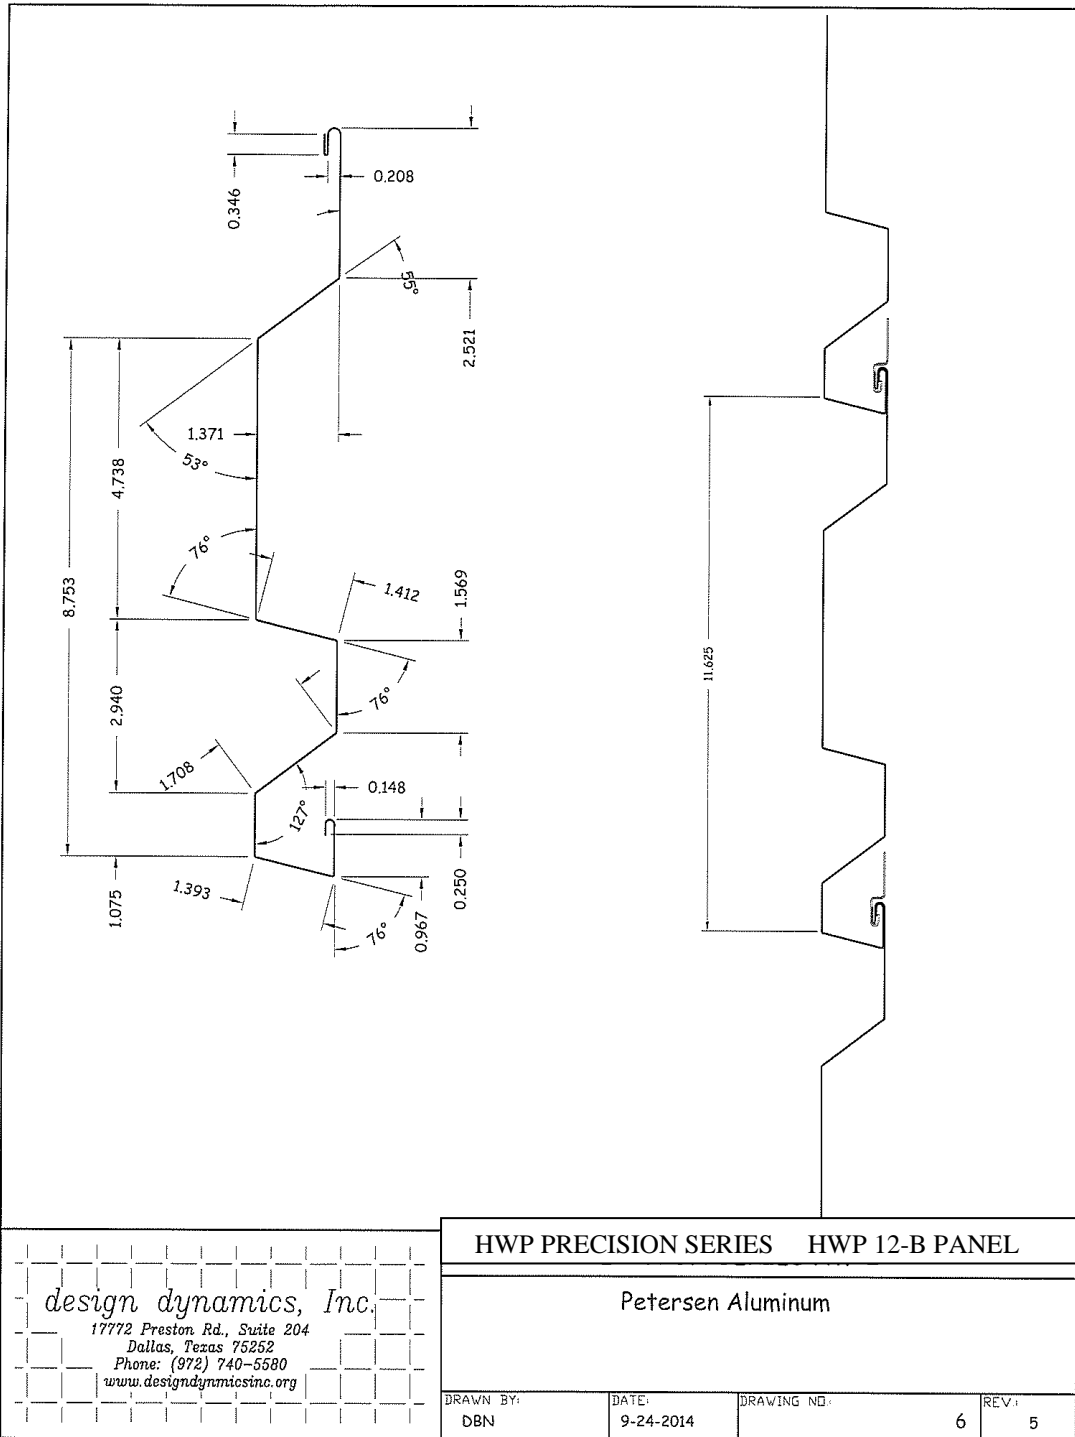 0.346
0.208
55°
2.521
1.371
53°
4.738
8.753
76°
1.412
1.569
2.940
76°
1.708
127°
0.148
1.393
1.075
76°
0.967
0.250
11.625
HWP PRECISION SERIES HWP 12-B PANEL
Petersen Aluminum
design dynamics, Inc.
17772 Preston Rd., Suite 204
Dallas, Texas 75252
Phone: (972) 740-5580
www.designdynmicsinc.org
DRAWN BY:
DBN
DATE:
9-24-2014
DRAWING NO.:
6
REV.:
5